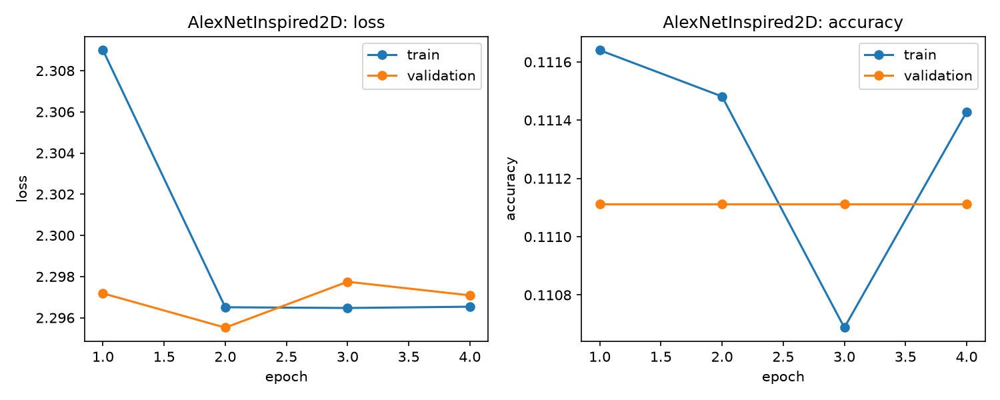 AlexNetInspired2D: loss
train
validation
2.308
2.306
2.304
2.302
2.300
2.298
2.296
loss
1.0 1.5 2.0 2.5 3.0 3.5 4.0
epoch
AlexNetInspired2D: accuracy
train
validation
0.1116
0.1114
0.1112
0.1110
0.1108
accuracy
1.0 1.5 2.0 2.5 3.0 3.5 4.0
epoch